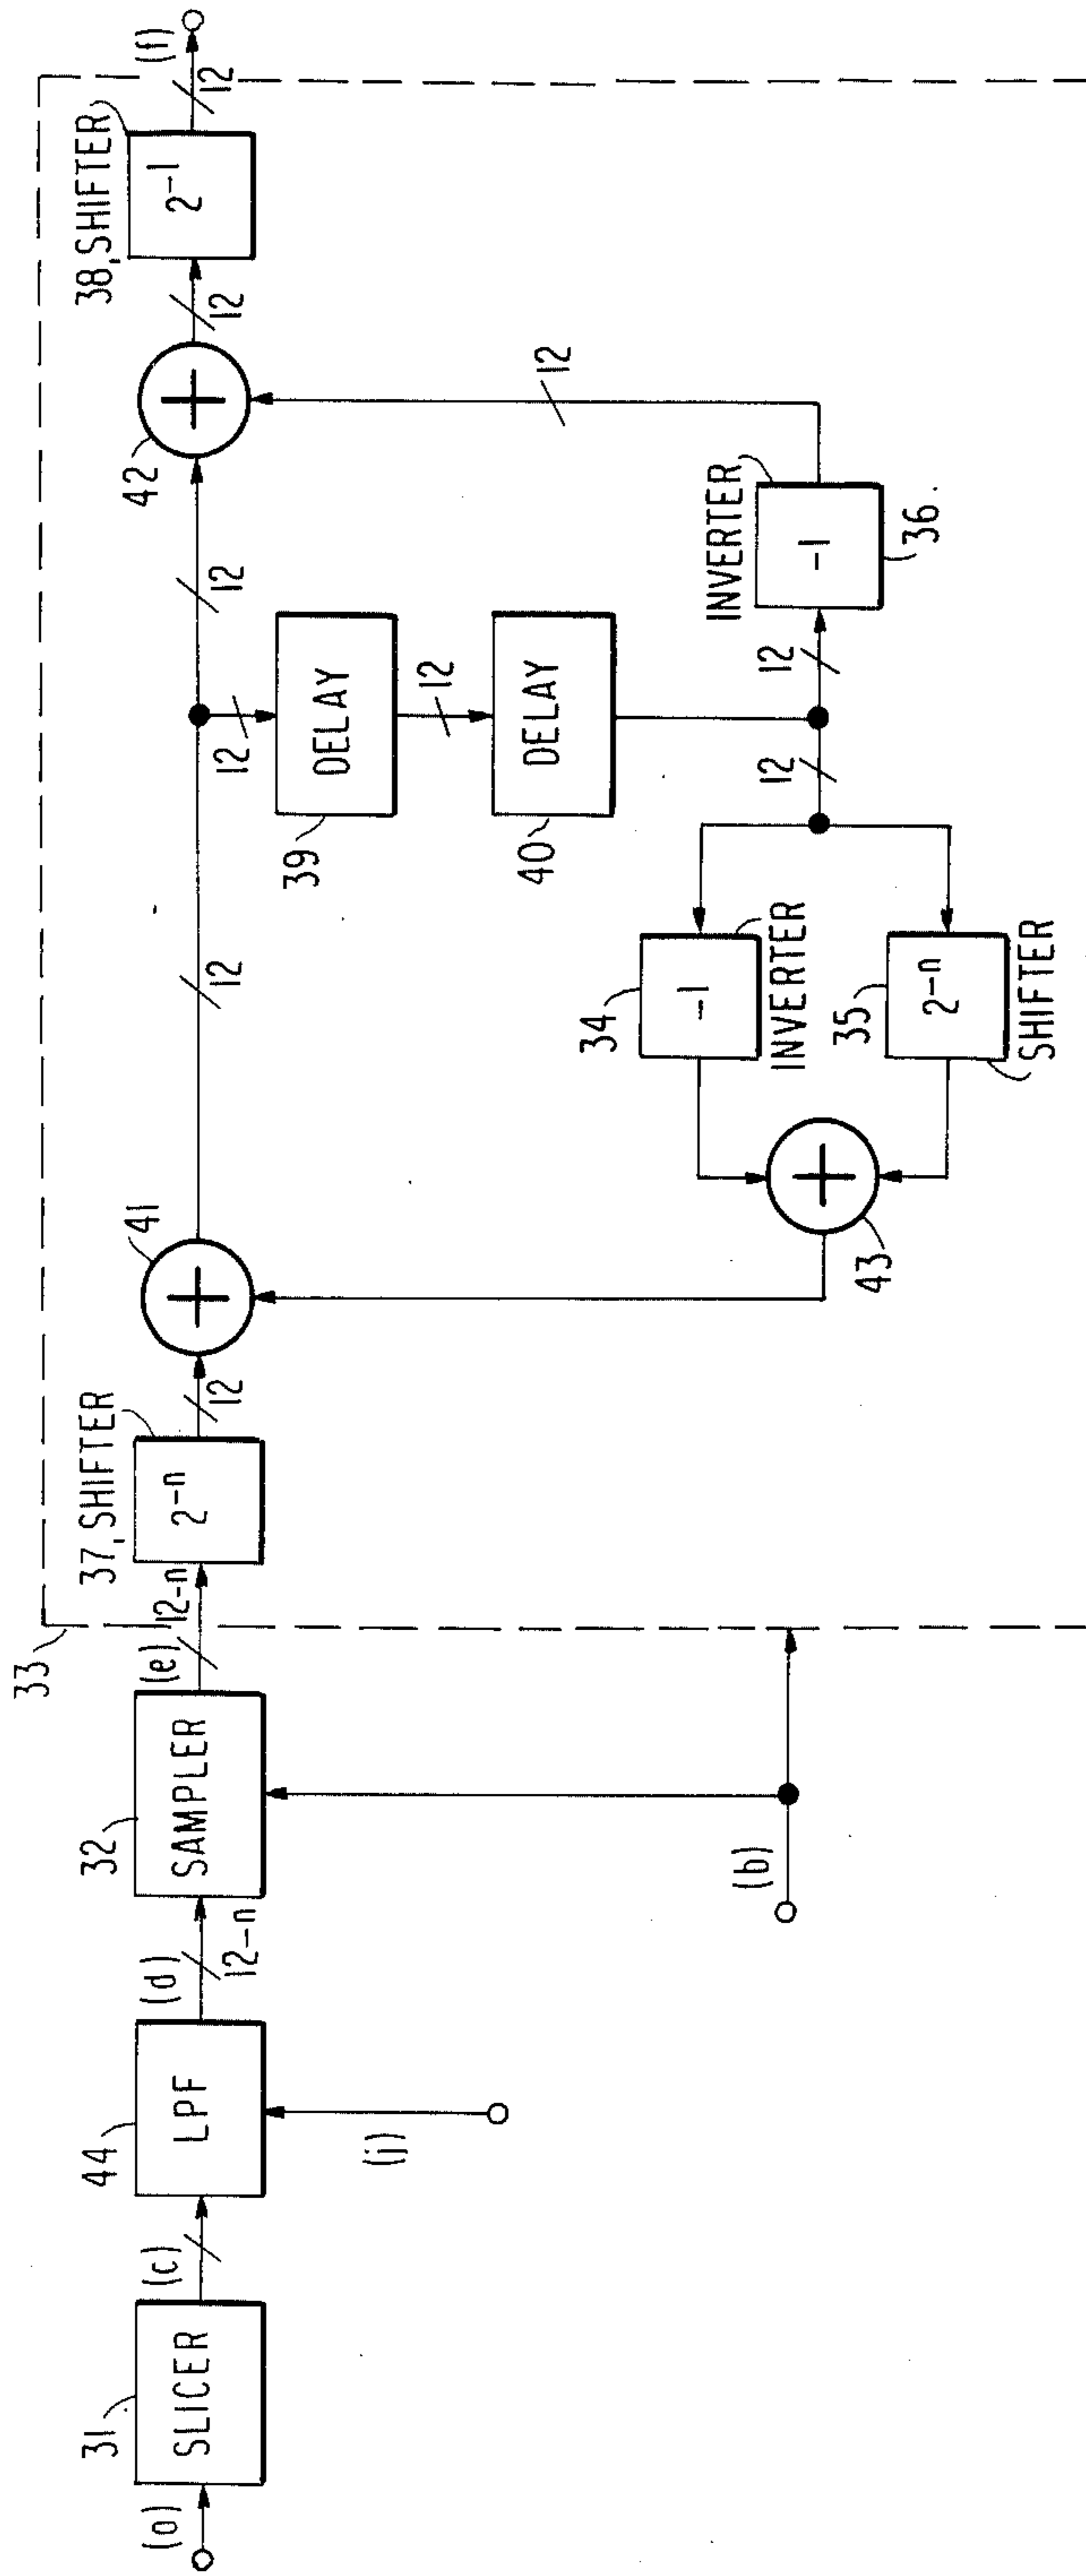 (a)
31
SLICER
(c)
44
LPF
(j)
(d)
12-n
32
SAMPLER
(b)
(e)
12-n
33
37, SHIFTER
2-n
12
41
+
12
43
+
34
-1
INVERTER
35
2-n
SHIFTER
12
39
DELAY
12
40
DELAY
12
12
INVERTER
-1
36
12
12
42
+
12
38, SHIFTER
2-1
12
(f)